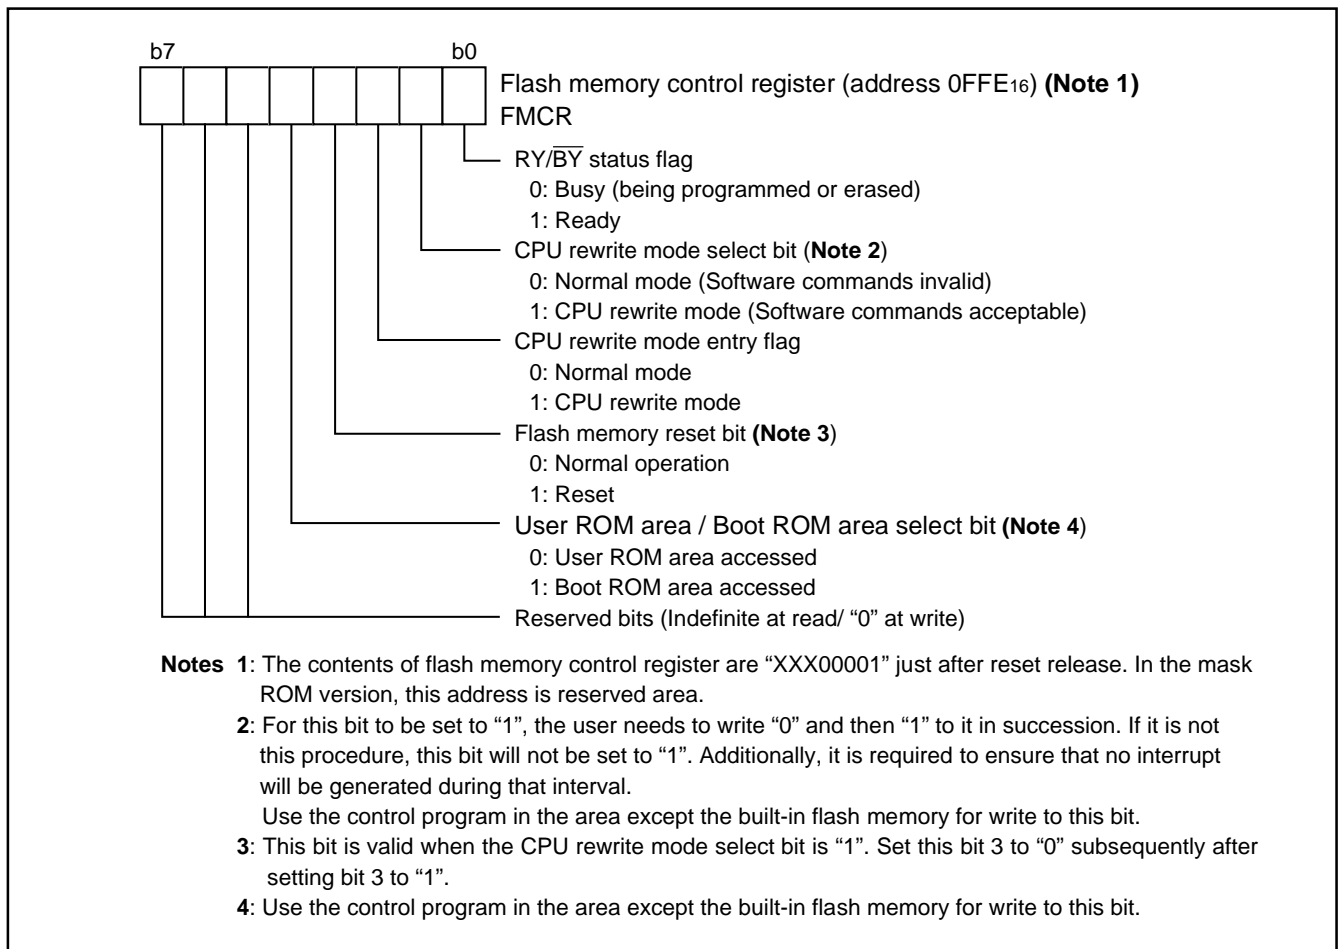 b7 b0
Flash memory control register (address 0FFE16) (Note 1)
FMCR
RY/BY status flag
0: Busy (being programmed or erased)
1: Ready
CPU rewrite mode select bit (Note 2)
0: Normal mode (Software commands invalid)
1: CPU rewrite mode (Software commands acceptable)
CPU rewrite mode entry flag
0: Normal mode
1: CPU rewrite mode
Flash memory reset bit (Note 3)
0: Normal operation
1: Reset
User ROM area / Boot ROM area select bit (Note 4)
0: User ROM area accessed
1: Boot ROM area accessed
Reserved bits (Indefinite at read/ “0” at write)
Notes 1: The contents of flash memory control register are “XXX00001” just after reset release. In the mask
ROM version, this address is reserved area.
2: For this bit to be set to “1”, the user needs to write “0” and then “1” to it in succession. If it is not
this procedure, this bit will not be set to “1”. Additionally, it is required to ensure that no interrupt
will be generated during that interval.
Use the control program in the area except the built-in flash memory for write to this bit.
3: This bit is valid when the CPU rewrite mode select bit is “1”. Set this bit 3 to “0” subsequently after
setting bit 3 to “1”.
4: Use the control program in the area except the built-in flash memory for write to this bit.